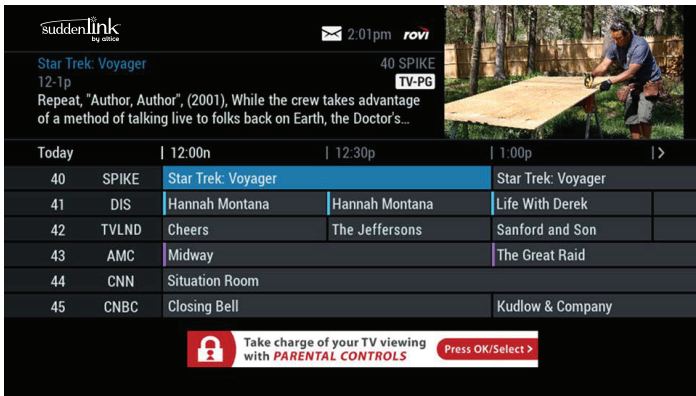 suddenlink
by altice
2:01pm rovi
Star Trek: Voyager 40 SPIKE
12-1p TV-PG
Repeat, "Author, Author", (2001), While the crew takes advantage
of a method of talking live to folks back on Earth, the Doctor's...
Today | 12:00n | 12:30p | 1:00p | >
40 SPIKE Star Trek: Voyager Star Trek: Voyager
41 DIS Hannah Montana Hannah Montana Life With Derek
42 TVLND Cheers The Jeffersons Sanford and Son
43 AMC Midway The Great Raid
44 CNN Situation Room
45 CNBC Closing Bell Kudlow & Company
Take charge of your TV viewing
with PARENTAL CONTROLS
Press OK/Select >